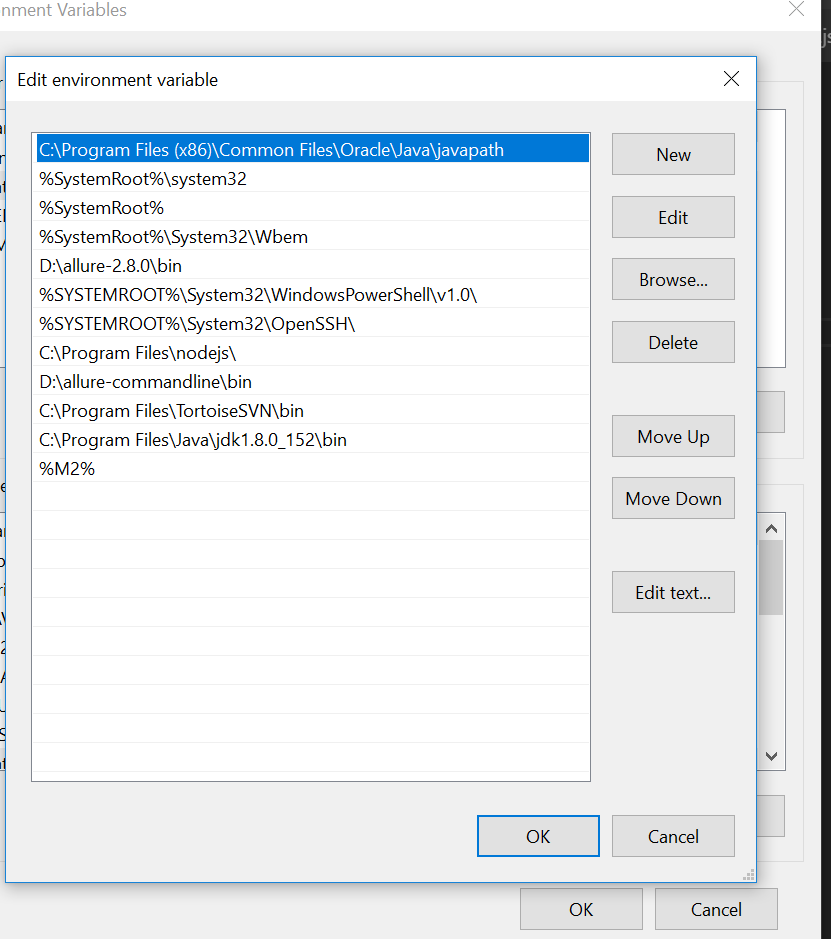 nment Variables
Edit environment variable
C:\Program Files (x86)\Common Files\Oracle\Java\javapath
%SystemRoot%\system32
%SystemRoot%
%SystemRoot%\System32\Wbem
D:\allure-2.8.0\bin
%SYSTEMROOT%\System32\WindowsPowerShell\v1.0\
%SYSTEMROOT%\System32\OpenSSH\
C:\Program Files\nodejs\
D:\allure-commandline\bin
C:\Program Files\TortoiseSVN\bin
C:\Program Files\Java\jdk1.8.0_152\bin
%M2%
New
Edit
Browse...
Delete
Move Up
Move Down
Edit text...
OK
Cancel
OK
Cancel